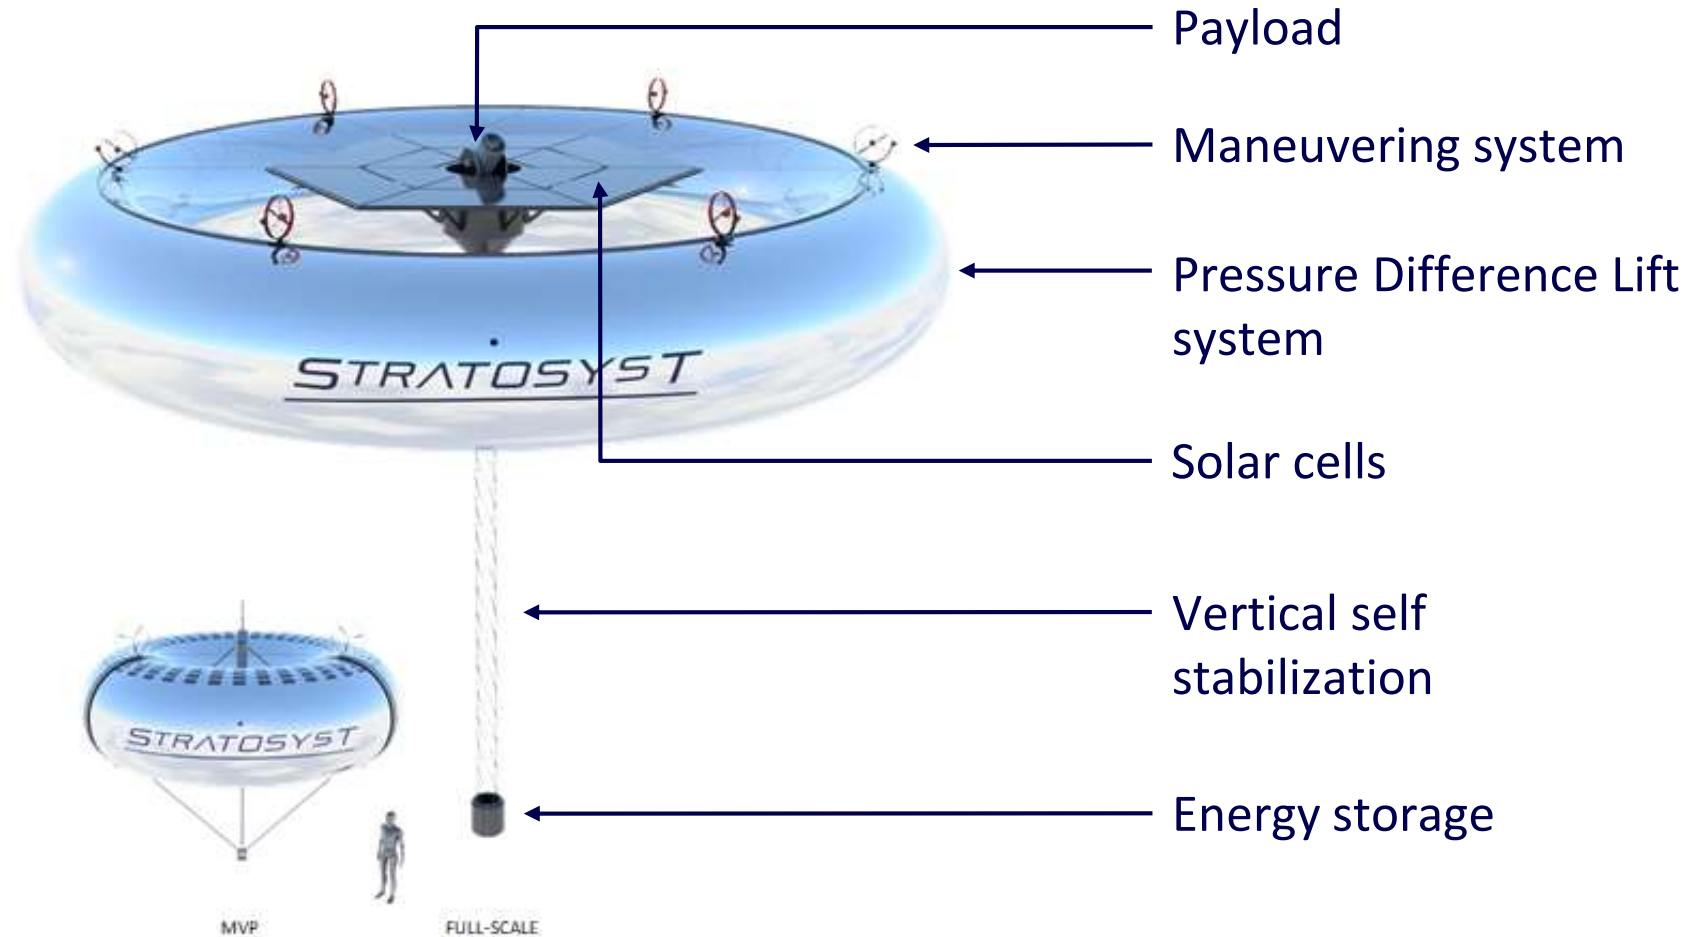 Payload
Maneuvering system
Pressure Difference Lift
system
STRATOSYST
Solar cells
Vertical self
stabilization
STRATOSYST
Energy storage
MVP
FULL-SCALE